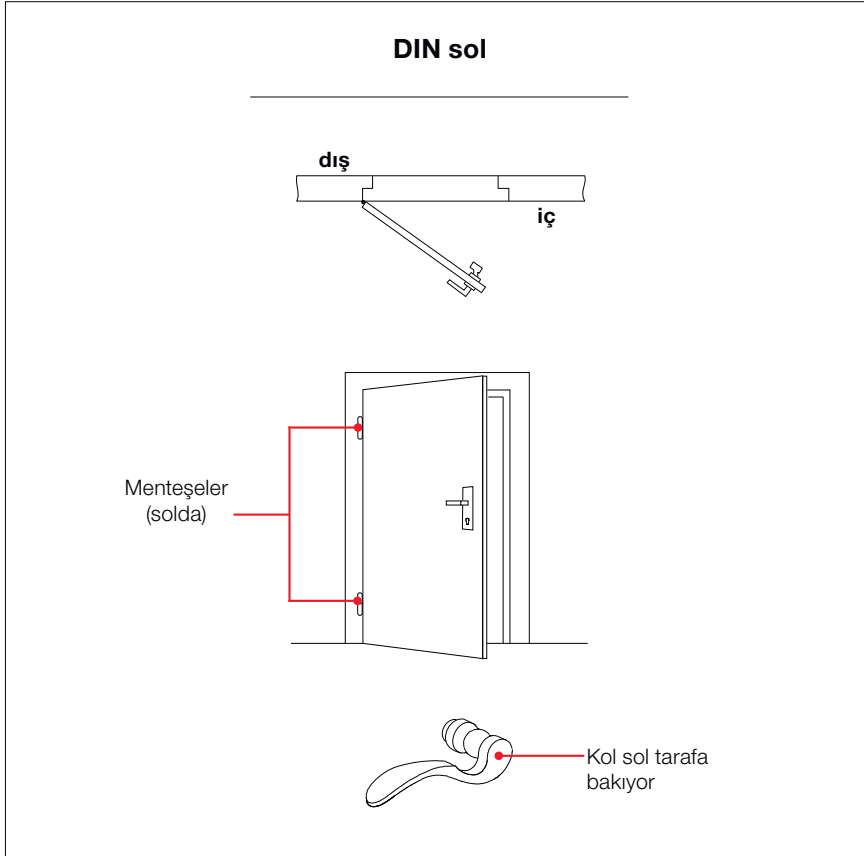 DIN sol
dış
iç
Menteşeler
(solda)
Kol sol tarafa
bakıyor